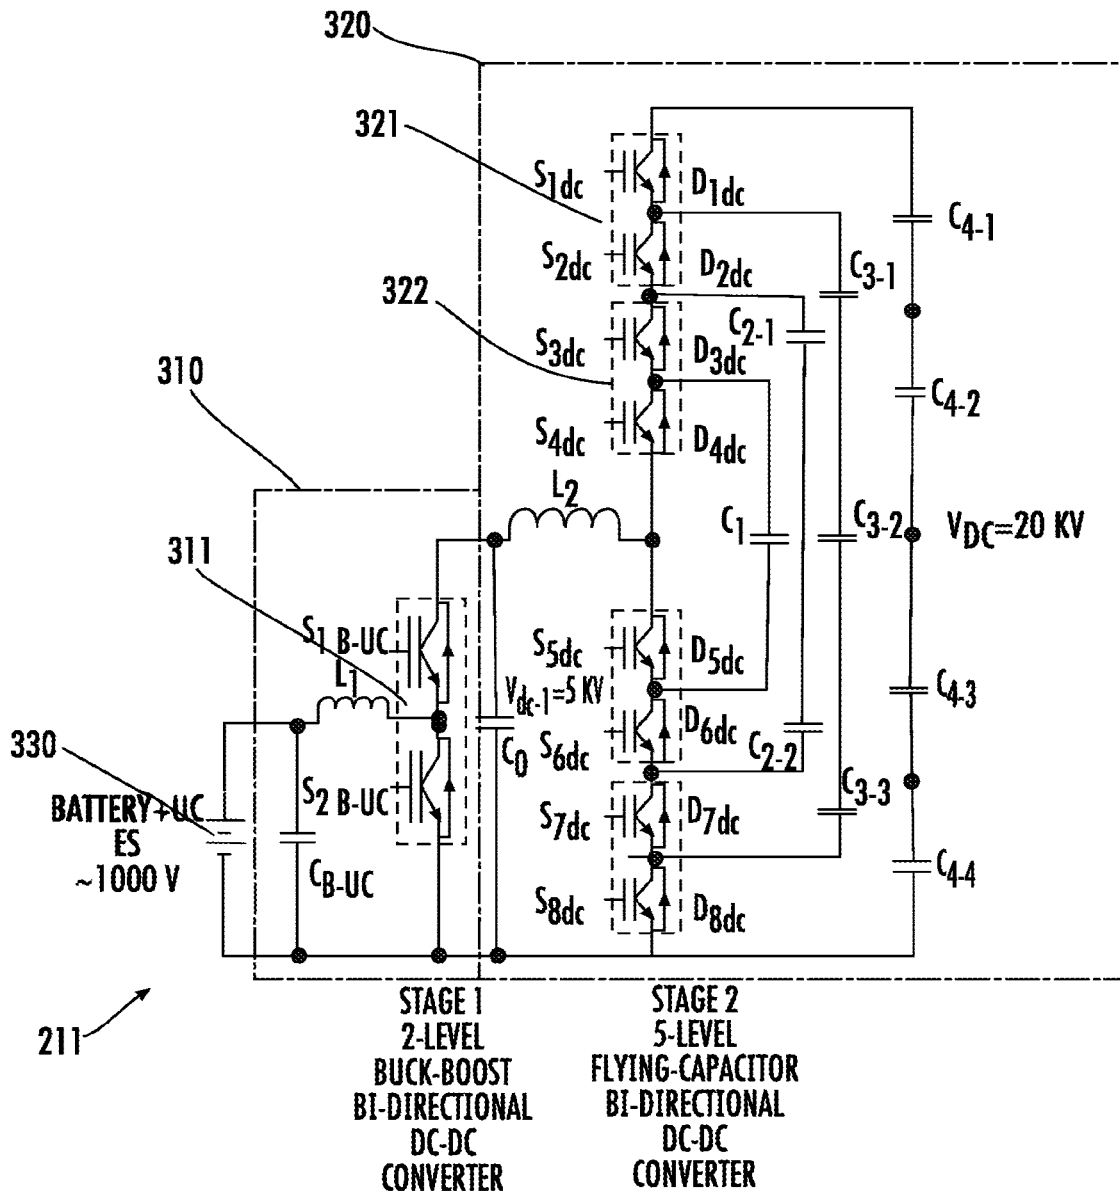 320
321
S1dc
D1dc
C4-1
S2dc
D2dc
C3-1
322
S3dc
D3dc
C2-1
310
S4dc
D4dc
C4-2
L2
C1
C3-2
VDC=20 KV
311
S1 B-UC
S5dc
D5dc
L1
Vdc-1=5 KV
C4-3
330
C0
S6dc
D6dc
C2-2
BATTERY+UC
ES
~1000 V
S2 B-UC
S7dc
D7dc
C3-3
CB-UC
S8dc
D8dc
C4-4
211
STAGE 1
2-LEVEL
BUCK-BOOST
BI-DIRECTIONAL
DC-DC
CONVERTER
STAGE 2
5-LEVEL
FLYING-CAPACITOR
BI-DIRECTIONAL
DC-DC
CONVERTER